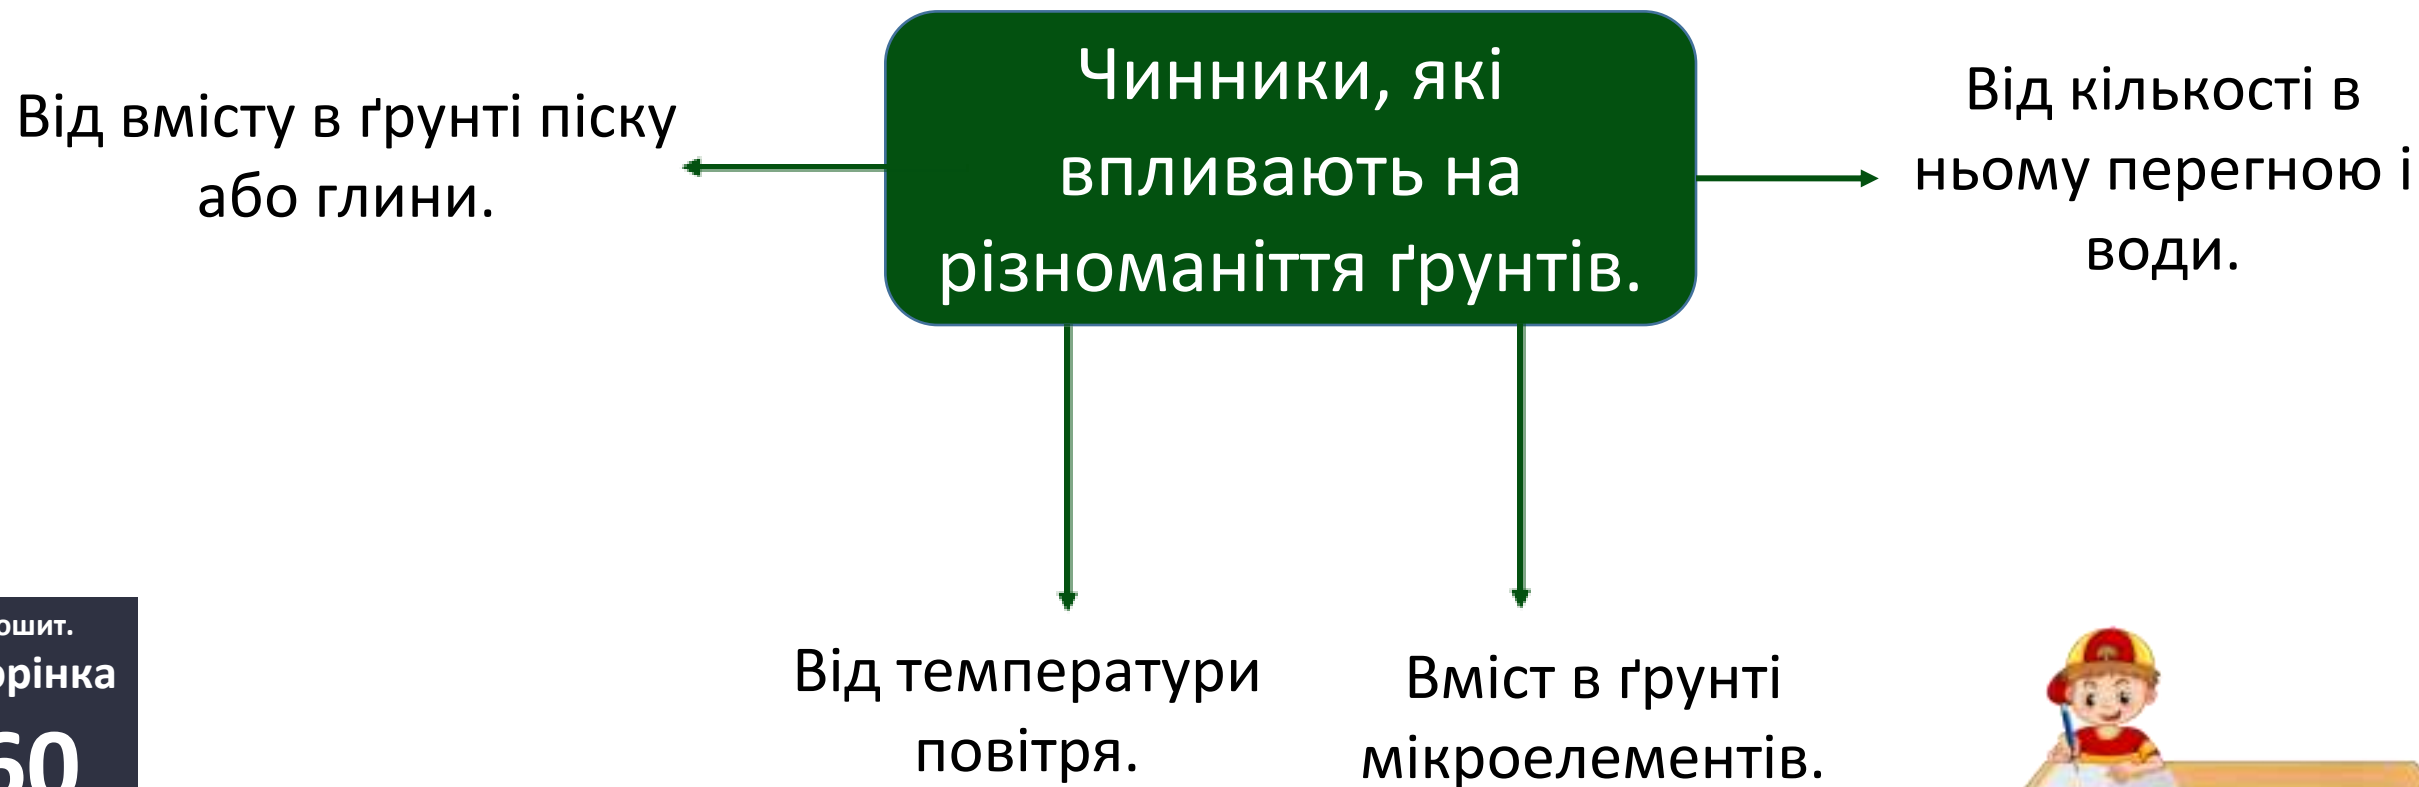 Чинники, які
впливають на
різноманіття ґрунтів.
Від вмісту в ґрунті піску
або глини.
Від кількості в
ньому перегною і
води.
Від температури
повітря.
Вміст в ґрунті
мікроелементів.
60